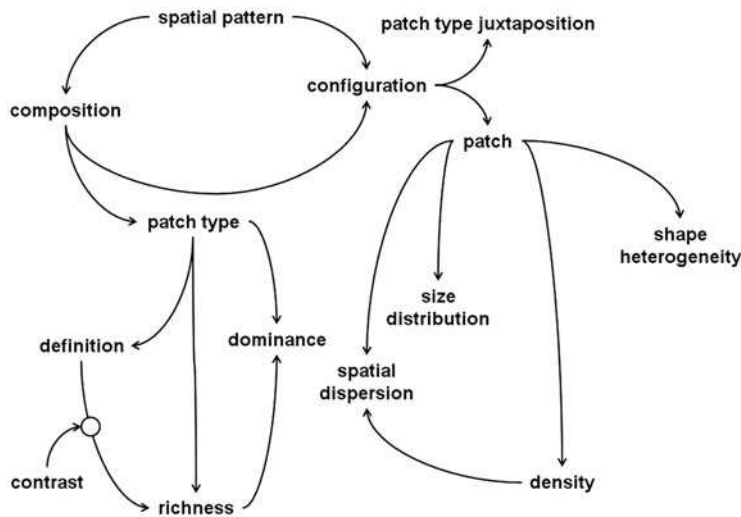 spatial pattern
patch type juxtaposition
configuration
composition
patch
patch type
shape
heterogeneity
size
distribution
definition
dominance
spatial
dispersion
contrast
density
richness